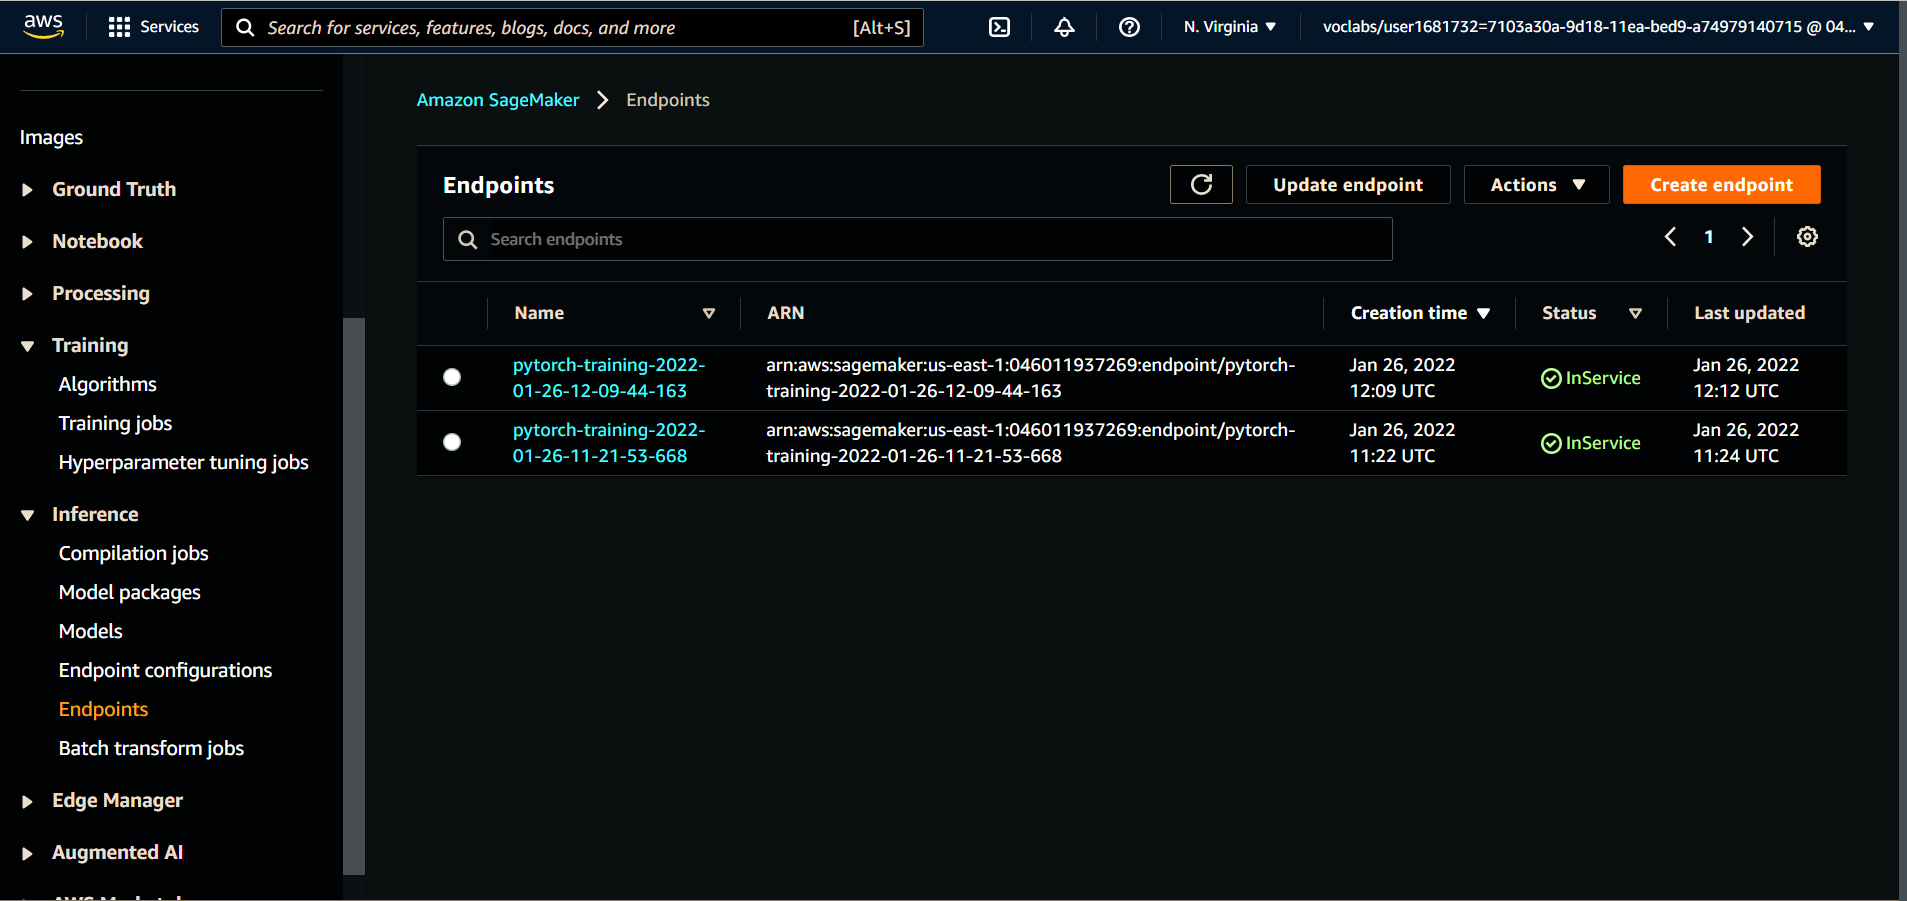 aws
Services
Search for services, features, blogs, docs, and more
[Alt+S]
N. Virginia
voclabs/user1681732=7103a30a-9d18-11ea-bed9-a74979140715 @ 04...
Images
Ground Truth
Notebook
Processing
Training
Algorithms
Training jobs
Hyperparameter tuning jobs
Inference
Compilation jobs
Model packages
Models
Endpoint configurations
Endpoints
Batch transform jobs
Edge Manager
Augmented AI
Amazon SageMaker
Endpoints
Endpoints
Update endpoint
Actions
Create endpoint
Search endpoints
1
Name
ARN
Creation time
Status
Last updated
pytorch-training-2022-
01-26-12-09-44-163
arn:aws:sagemaker:us-east-1:046011937269:endpoint/pytorch-
training-2022-01-26-12-09-44-163
Jan 26, 2022
12:09 UTC
InService
Jan 26, 2022
12:12 UTC
pytorch-training-2022-
01-26-11-21-53-668
arn:aws:sagemaker:us-east-1:046011937269:endpoint/pytorch-
training-2022-01-26-11-21-53-668
Jan 26, 2022
11:22 UTC
InService
Jan 26, 2022
11:24 UTC